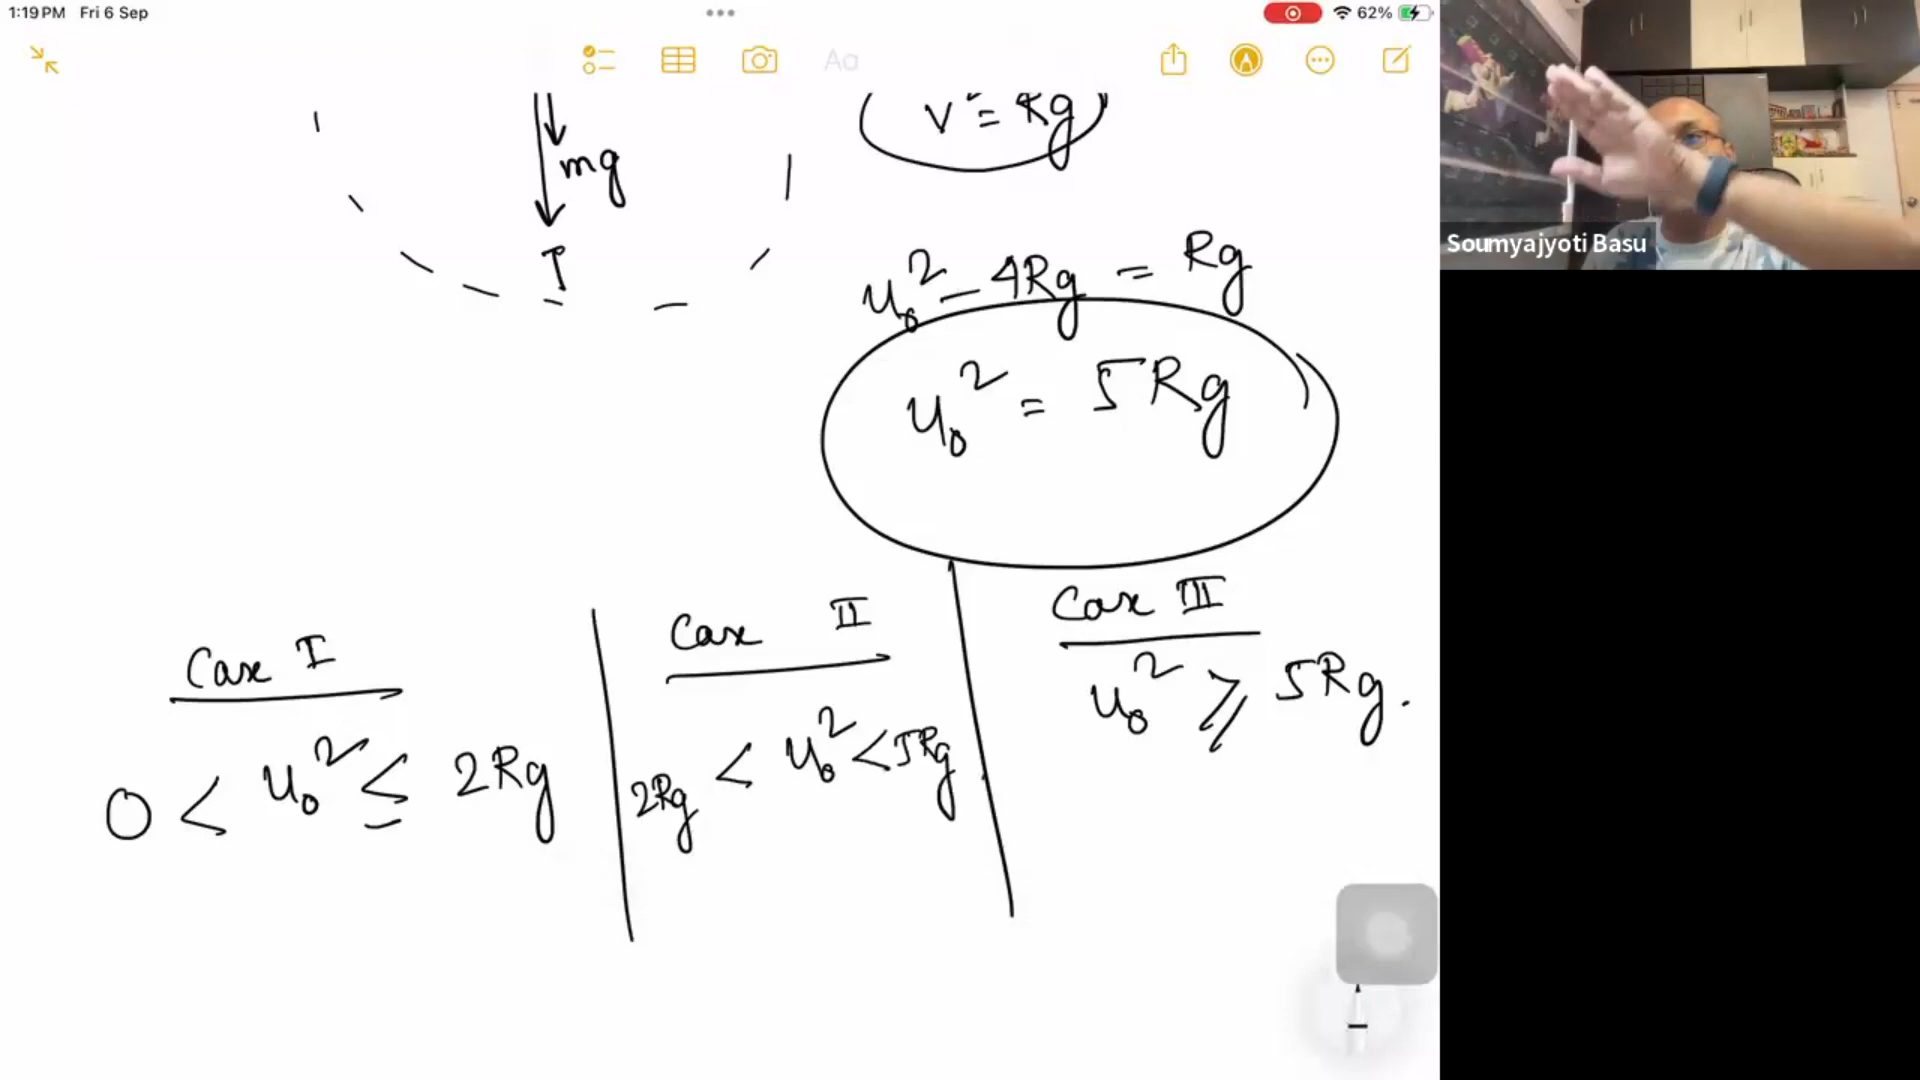 1:19 PM Fri 6 Sep
62%
Aa
v² = Rg
mg
T
u₀² - 4Rg = Rg
u₀² = 5Rg
Case I
Case II
Case III
0 < u₀² ≤ 2Rg
2Rg < u₀² < 5Rg
u₀² ⩾ 5Rg.
Soumyajyoti Basu